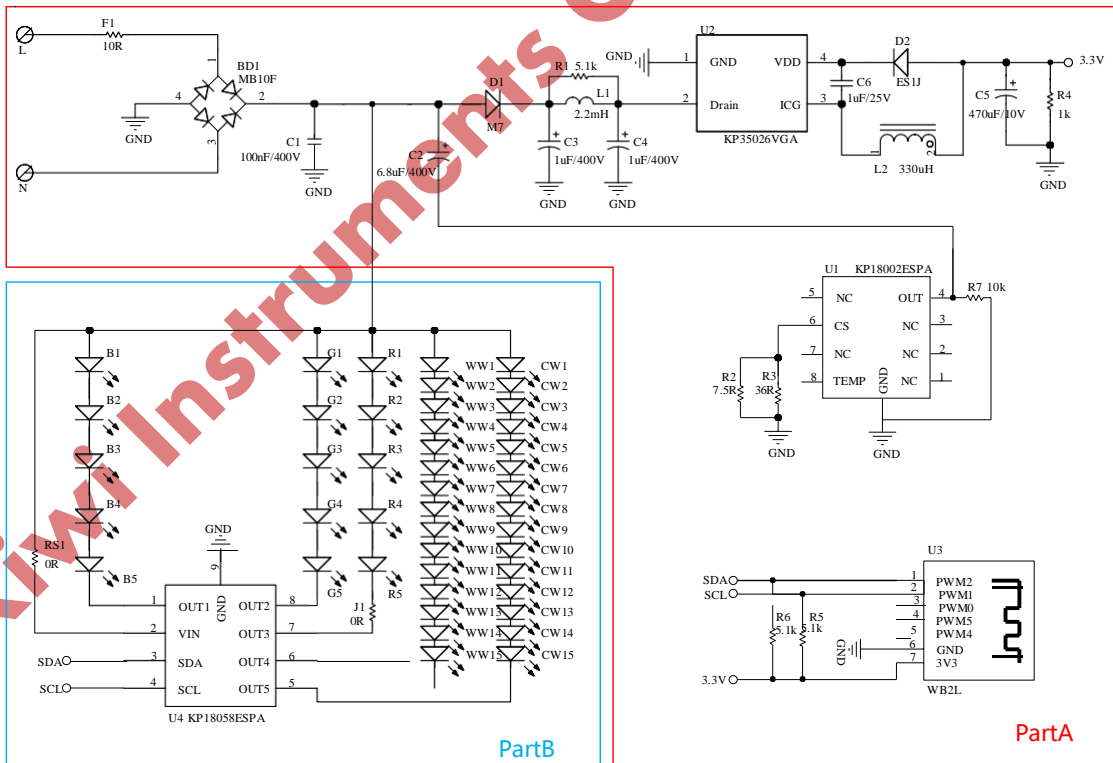 F1
10R
L
1
BD1
MB10F
4
2
3
GND
N
C1
100nF/400V
GND
C2
6.8uF/400V
D1
M7
R1 5.1k
L1
2.2mH
C3
1uF/400V
GND
C4
1uF/400V
GND
U2
GND
1
GND
VDD
4
2
Drain
ICG
3
KP35026VGA
C6
1uF/25V
D2
ES1J
1
2
L2 330uH
C5
470uF/10V
R4
1k
3.3V
GND
U1
KP18002ESPA
5
NC
OUT
4
6
CS
NC
3
7
NC
NC
2
8
TEMP
GND
NC
1
R7 10k
R2
7.5R
R3
36R
GND
GND
Kiwi Instruments
B1
B2
B3
B4
B5
G1
G2
G3
G4
G5
R1
R2
R3
R4
R5
WW1
WW2
WW3
WW4
WW5
WW6
WW7
WW8
WW9
WW10
WW11
WW12
WW13
WW14
WW15
CW1
CW2
CW3
CW4
CW5
CW6
CW7
CW8
CW9
CW10
CW11
CW12
CW13
CW14
CW15
RS1
0R
J1
0R
GND
9
GND
1
OUT1
OUT2
8
2
VIN
OUT3
7
SDA
3
SDA
OUT4
6
SCL
4
SCL
OUT5
5
U4 KP18058ESPA
PartB
U3
SDA
1
PWM2
SCL
2
PWM1
3
PWM0
4
PWM5
5
PWM4
6
GND
7
3V3
R6
5.1k
R5
5.1k
GND
3.3V
WB2L
PartA